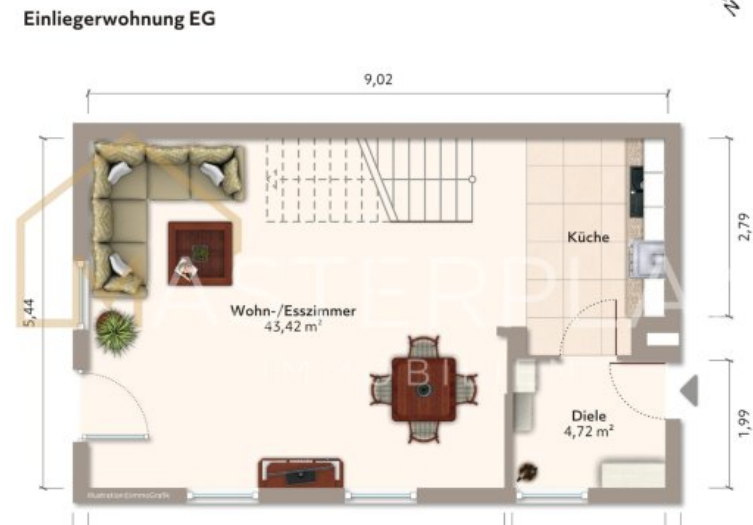 Einliegerwohnung EG
N
9,02
5,44
2,79
1,99
Küche
Wohn-/Esszimmer
43,42 m²
Diele
4,72 m²
MASTERPLA